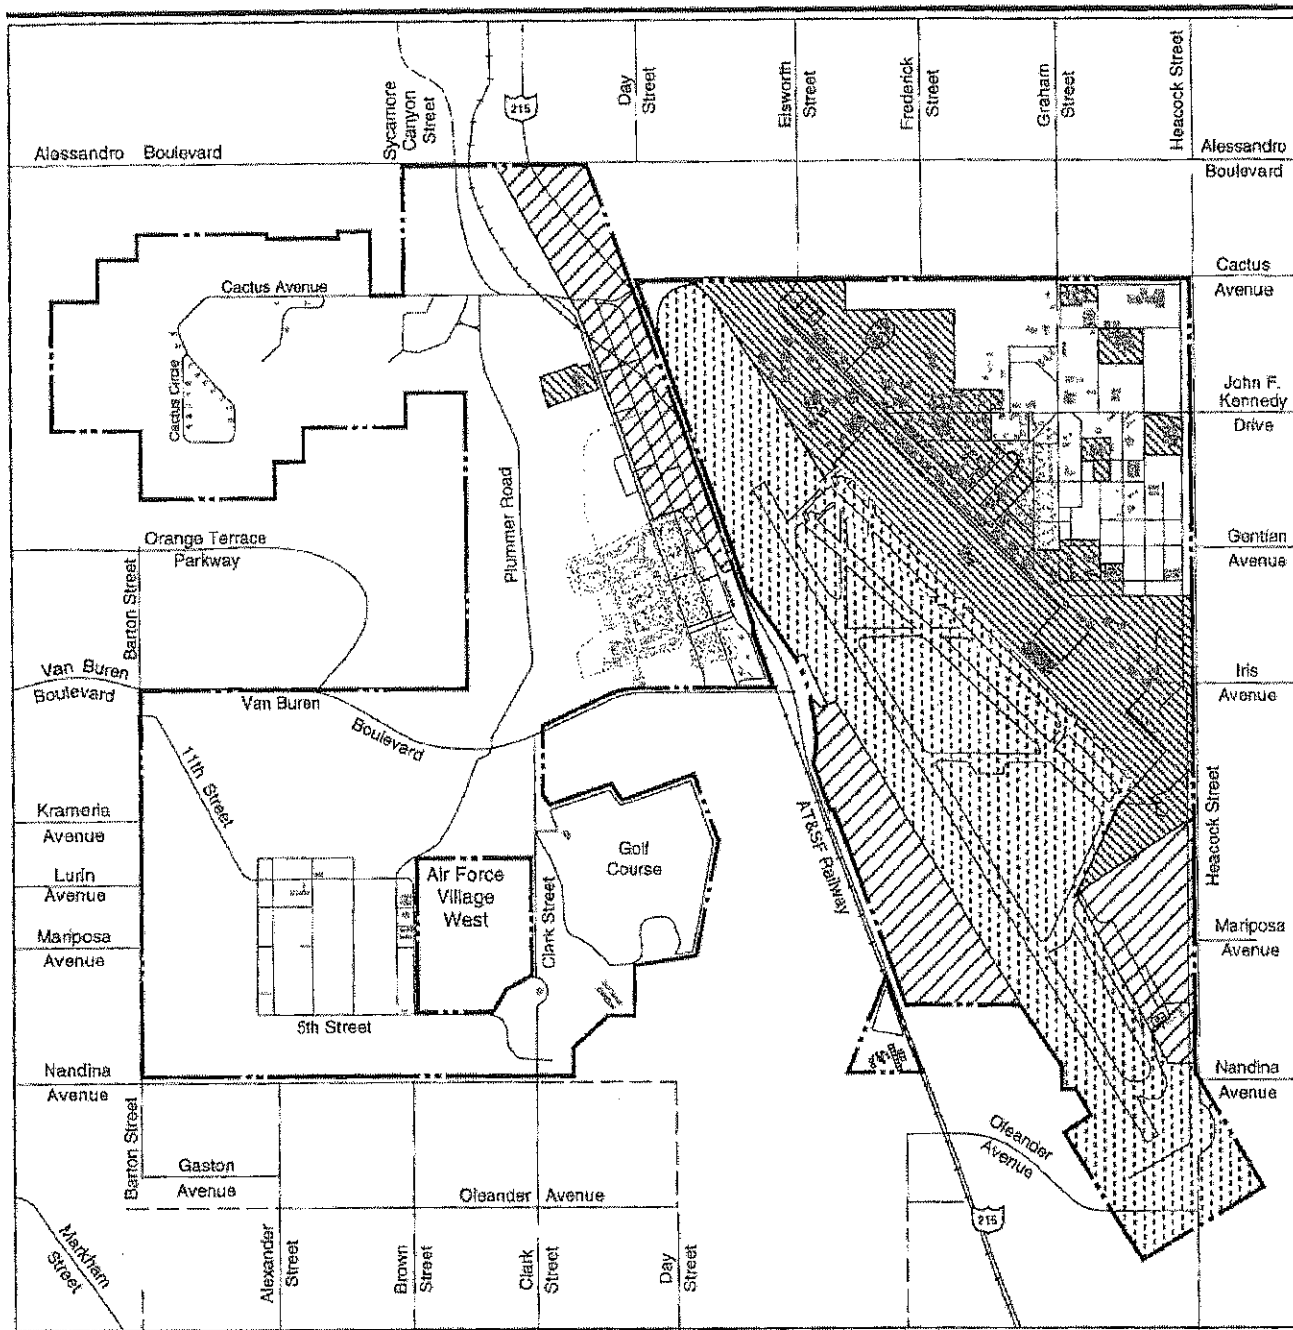 Sycamore
Canyon
Street
215
Day
Street
Elsworth
Street
Frederick
Street
Graham
Street
Heacock Street
Alessandro Boulevard
Alessandro
Boulevard
Cactus Avenue
Cactus
Avenue
Cactus Circle
John F.
Kennedy
Drive
Plummer Road
Orange Terrace
Parkway
Barton Street
Gentian
Avenue
Van Buren
Boulevard
Van Buren
Boulevard
Iris
Avenue
11th Street
Krameria
Avenue
Lurin
Avenue
Mariposa
Avenue
Air Force
Village
West
Clark Street
Golf
Course
AT&SF Railway
Heacock Street
Mariposa
Avenue
5th Street
Nandina
Avenue
Nandina
Avenue
Barton Street
Gaston
Avenue
Oleander Avenue
Oleander
Avenue
215
Markham
Street
Alexander
Street
Brown
Street
Clark
Street
Day
Street